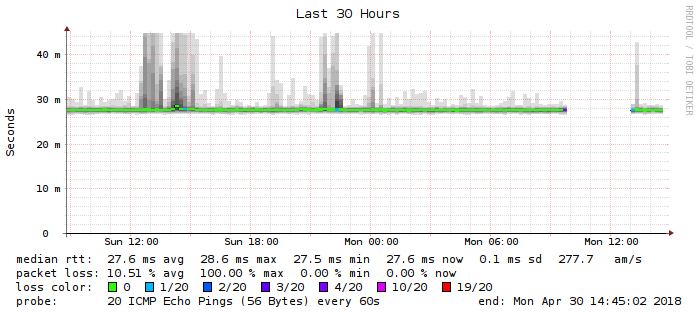 Last 30 Hours
RRDTOOL / TOBI OETIKER
Seconds
40 m
30 m
20 m
10 m
0
Sun 12:00 Sun 18:00 Mon 00:00 Mon 06:00 Mon 12:00
median rtt: 27.6 ms avg 28.6 ms max 27.5 ms min 27.6 ms now 0.1 ms sd 277.7 am/s
packet loss: 10.51 % avg 100.00 % max 0.00 % min 0.00 % now
loss color: 0 1/20 2/20 3/20 4/20 10/20 19/20
probe: 20 ICMP Echo Pings (56 Bytes) every 60s end: Mon Apr 30 14:45:02 2018